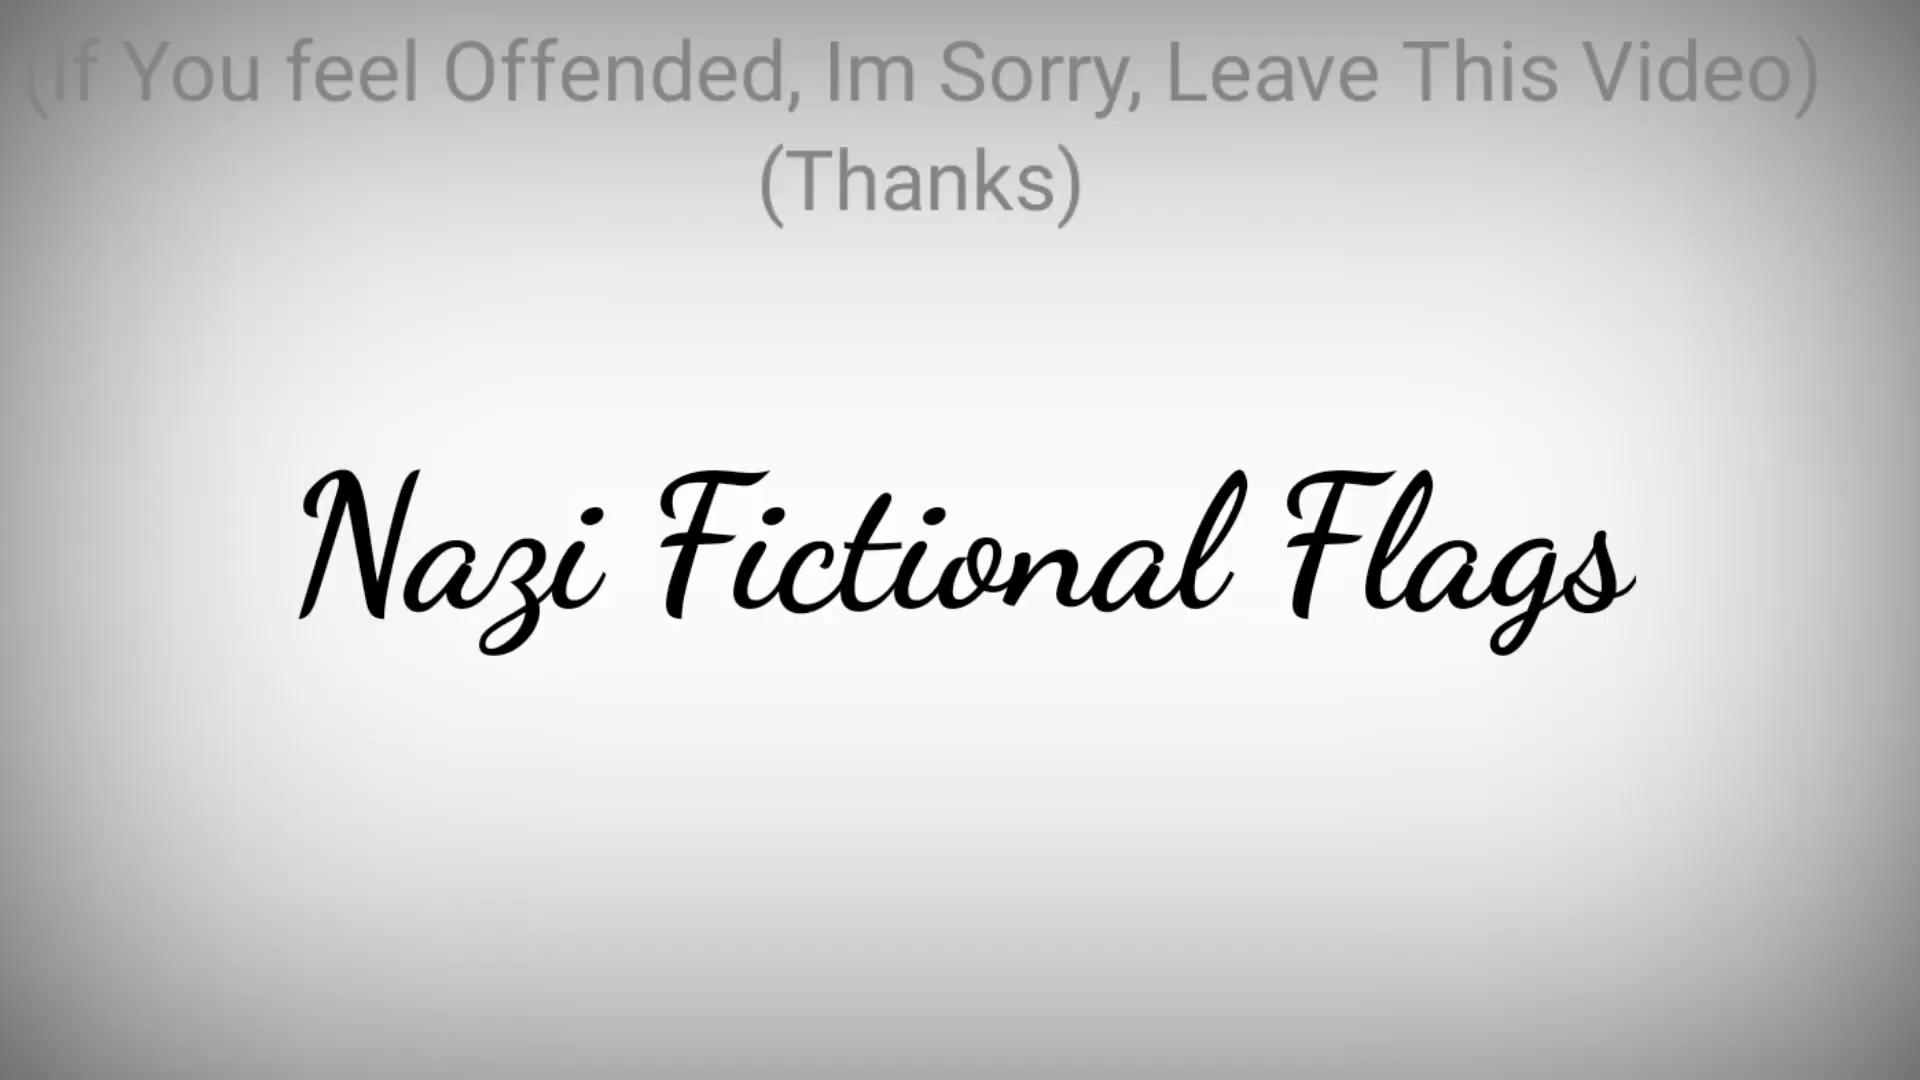 (If You feel Offended, Im Sorry, Leave This Video)
(Thanks)
Nazi Fictional Flags